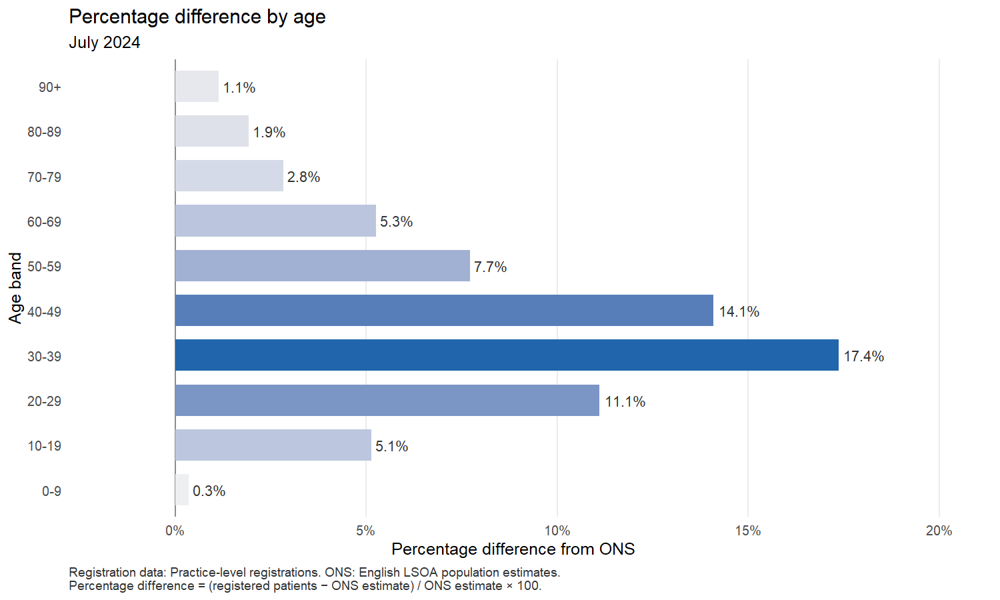 Percentage difference by age
July 2024
Age band
90+ 1.1%
80-89 1.9%
70-79 2.8%
60-69 5.3%
50-59 7.7%
40-49 14.1%
30-39 17.4%
20-29 11.1%
10-19 5.1%
0-9 0.3%
0% 5% 10% 15% 20%
Percentage difference from ONS
Registration data: Practice-level registrations. ONS: English LSOA population estimates.
Percentage difference = (registered patients − ONS estimate) / ONS estimate × 100.